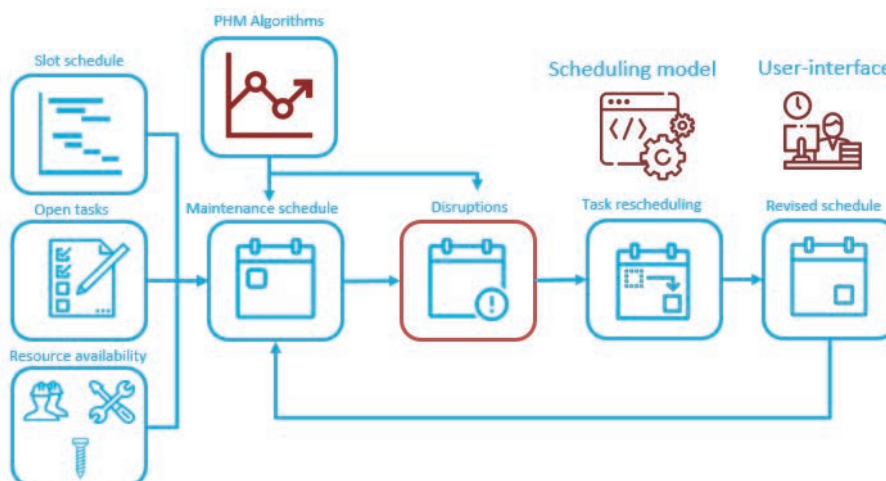 PHM Algorithms
Slot schedule
Scheduling model
User-interface
Open tasks
Maintenance schedule
Disruptions
Task rescheduling
Revised schedule
Resource availability